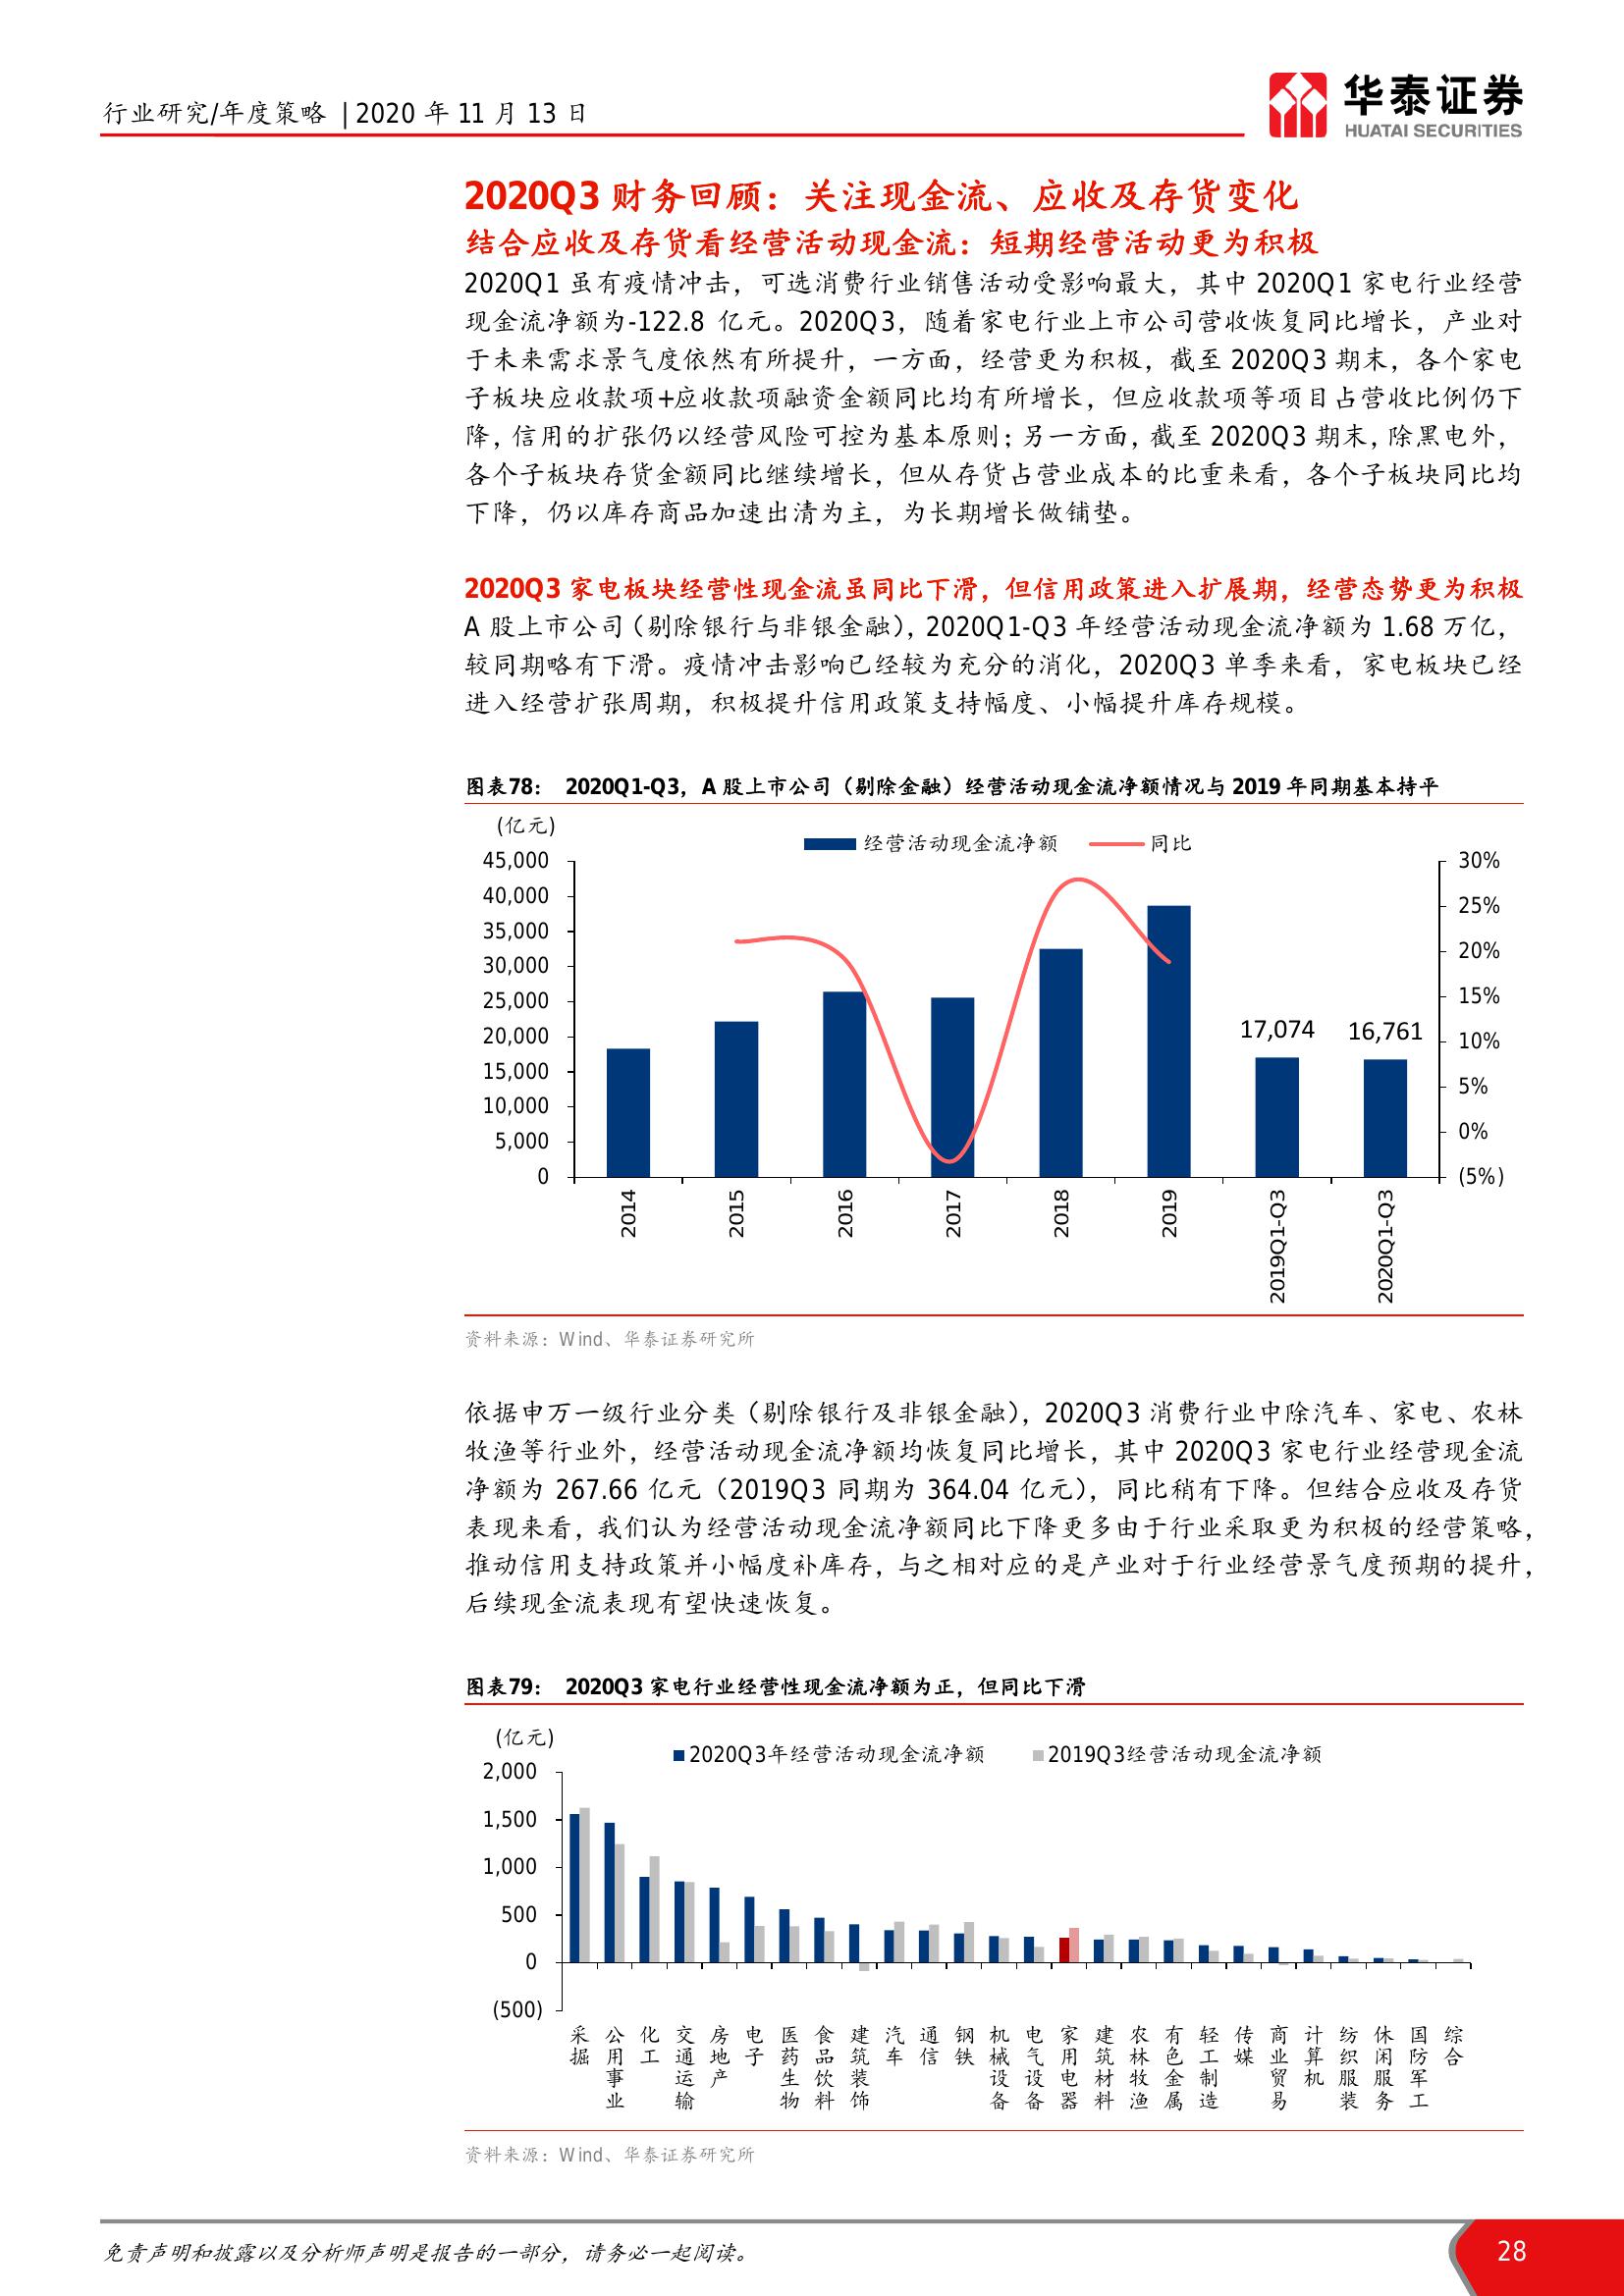 行业研究/年度策略 | 2020 年 11 月 13 日
华泰证券
HUATAI SECURITIES
2020Q3 财务回顾：关注现金流、应收及存货变化
结合应收及存货看经营活动现金流：短期经营活动更为积极
2020Q1 虽有疫情冲击，可选消费行业销售活动受影响最大，其中 2020Q1 家电行业经营
现金流净额为-122.8 亿元。2020Q3，随着家电行业上市公司营收恢复同比增长，产业对
于未来需求景气度依然有所提升，一方面，经营更为积极，截至 2020Q3 期末，各个家电
子板块应收款项+应收款项融资金额同比均有所增长，但应收款项等项目占营收比例仍下
降，信用的扩张仍以经营风险可控为基本原则；另一方面，截至 2020Q3 期末，除黑电外，
各个子板块存货金额同比继续增长，但从存货占营业成本的比重来看，各个子板块同比均
下降，仍以库存商品加速出清为主，为长期增长做铺垫。
2020Q3 家电板块经营性现金流虽同比下滑，但信用政策进入扩展期，经营态势更为积极
A 股上市公司（剔除银行与非银金融），2020Q1-Q3 年经营活动现金流净额为 1.68 万亿，
较同期略有下滑。疫情冲击影响已经较为充分的消化，2020Q3 单季来看，家电板块已经
进入经营扩张周期，积极提升信用政策支持幅度、小幅提升库存规模。
图表78： 2020Q1-Q3，A 股上市公司（剔除金融）经营活动现金流净额情况与 2019 年同期基本持平
(亿元)
经营活动现金流净额 同比
45,000 30%
40,000 25%
35,000 20%
30,000 15%
25,000 10%
20,000 5%
15,000 0%
10,000 (5%)
5,000
0
17,074 16,761
2014 2015 2016 2017 2018 2019 2019Q1-Q3 2020Q1-Q3
资料来源：Wind、华泰证券研究所
依据申万一级行业分类（剔除银行及非银金融），2020Q3 消费行业中除汽车、家电、农林
牧渔等行业外，经营活动现金流净额均恢复同比增长，其中 2020Q3 家电行业经营现金流
净额为 267.66 亿元（2019Q3 同期为 364.04 亿元），同比稍有下降。但结合应收及存货
表现来看，我们认为经营活动现金流净额同比下降更多由于行业采取更为积极的经营策略，
推动信用支持政策并小幅度补库存，与之相对应的是产业对于行业经营景气度预期的提升，
后续现金流表现有望快速恢复。
图表79： 2020Q3 家电行业经营性现金流净额为正，但同比下滑
(亿元)
2020Q3年经营活动现金流净额 2019Q3经营活动现金流净额
2,000
1,500
1,000
500
0
(500)
采掘 公用事业 化工 交通运输 房地产 电子 医药生物 食品饮料 建筑装饰 汽车 通信 钢铁 机械设备 电气设备 家用电器 建筑材料 农林牧渔 有色金属 轻工制造 传媒 商业贸易 计算机 纺织服装 休闲服务 国防军工 综合
资料来源：Wind、华泰证券研究所
免责声明和披露以及分析师声明是报告的一部分，请务必一起阅读。
28